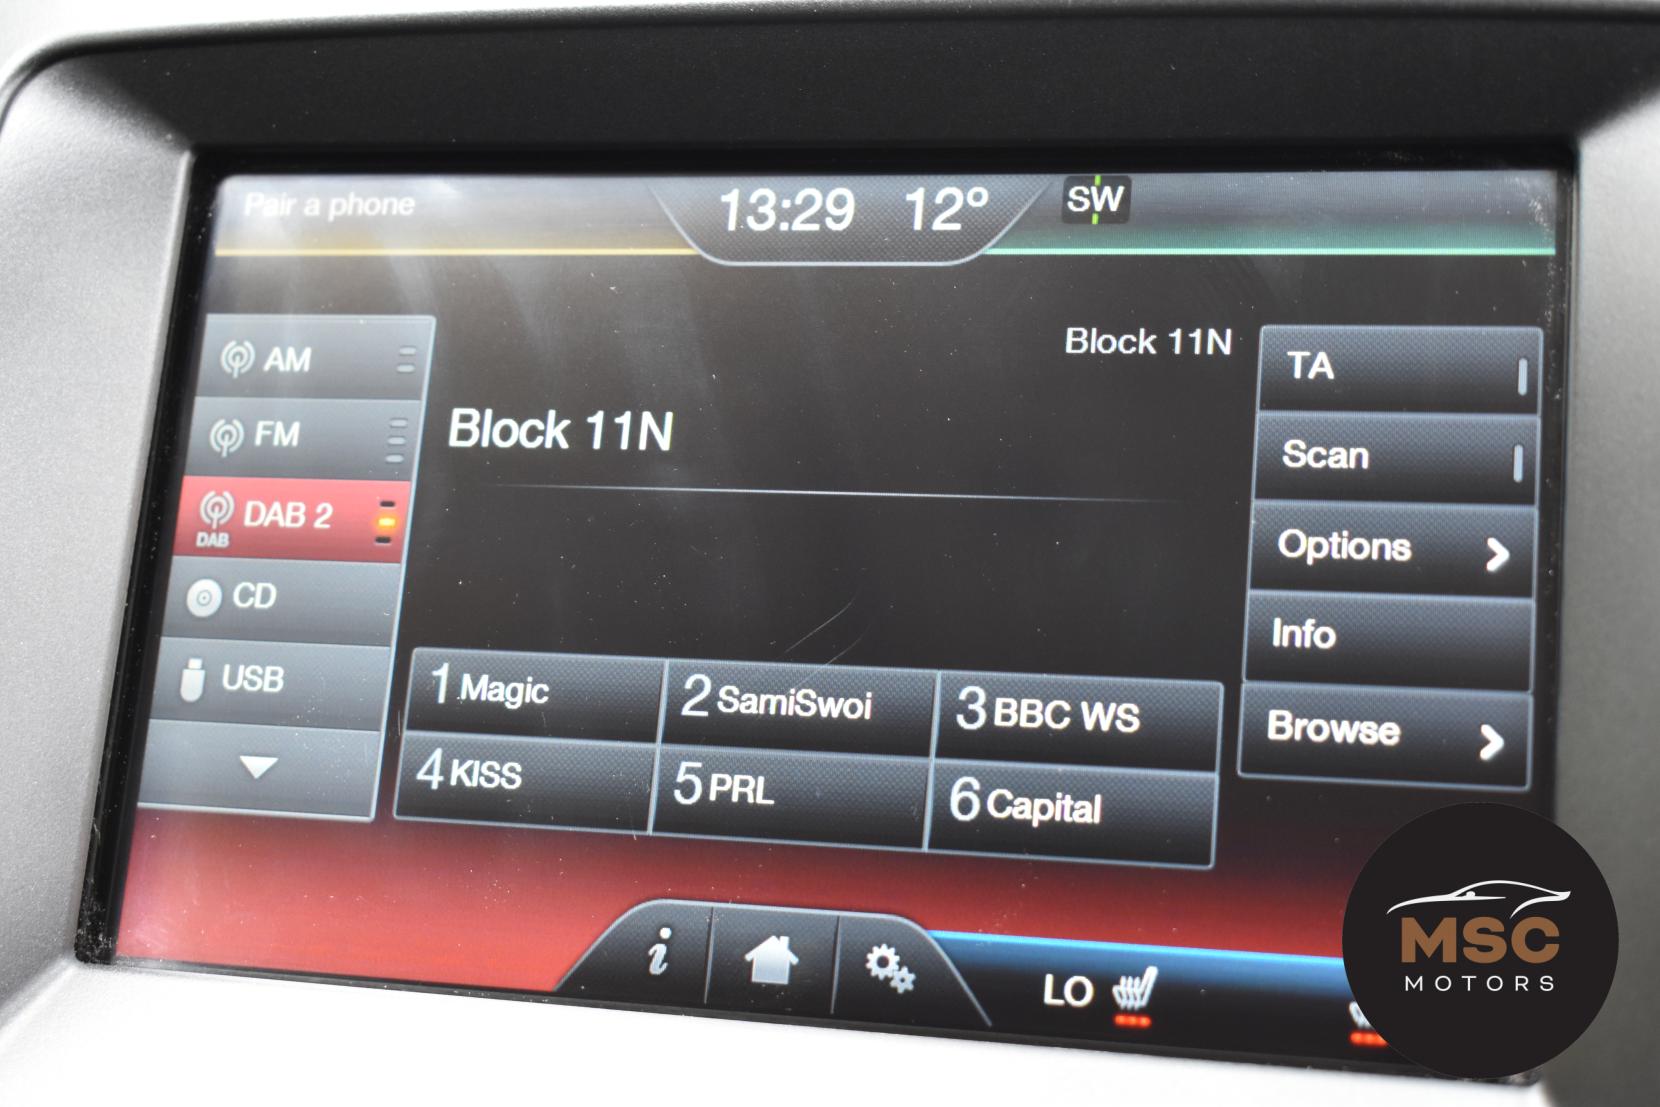 Pair a phone
13:29 12°
SW
AM
FM
DAB 2
DAB
CD
USB
Block 11N
Block 11N
TA
Scan
Options
Info
Browse
1 Magic
2 SamiSwoi
3 BBC WS
4 KISS
5 PRL
6 Capital
i
LO
MSC
MOTORS